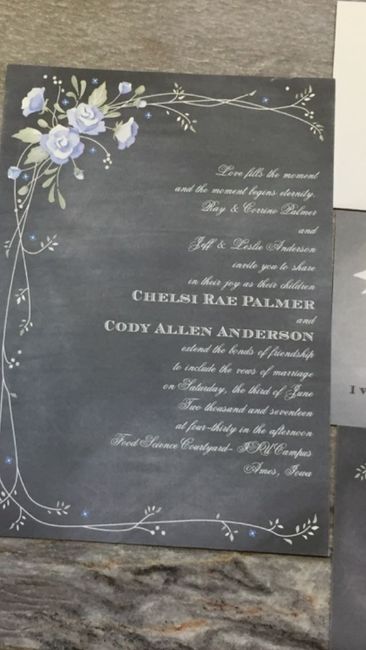 Love fills the moment
and the moment begins eternity.
Ray & Corrine Palmer
and
Jeff & Leslie Anderson
invite you to share
in their joy as their children
CHELSI RAE PALMER
and
CODY ALLEN ANDERSON
extend the bonds of friendship
to include the vows of marriage
on Saturday, the third of June
Two thousand and seventeen
at four-thirty in the afternoon
Food Science Courtyard- ISU Campus
Ames, Iowa
I